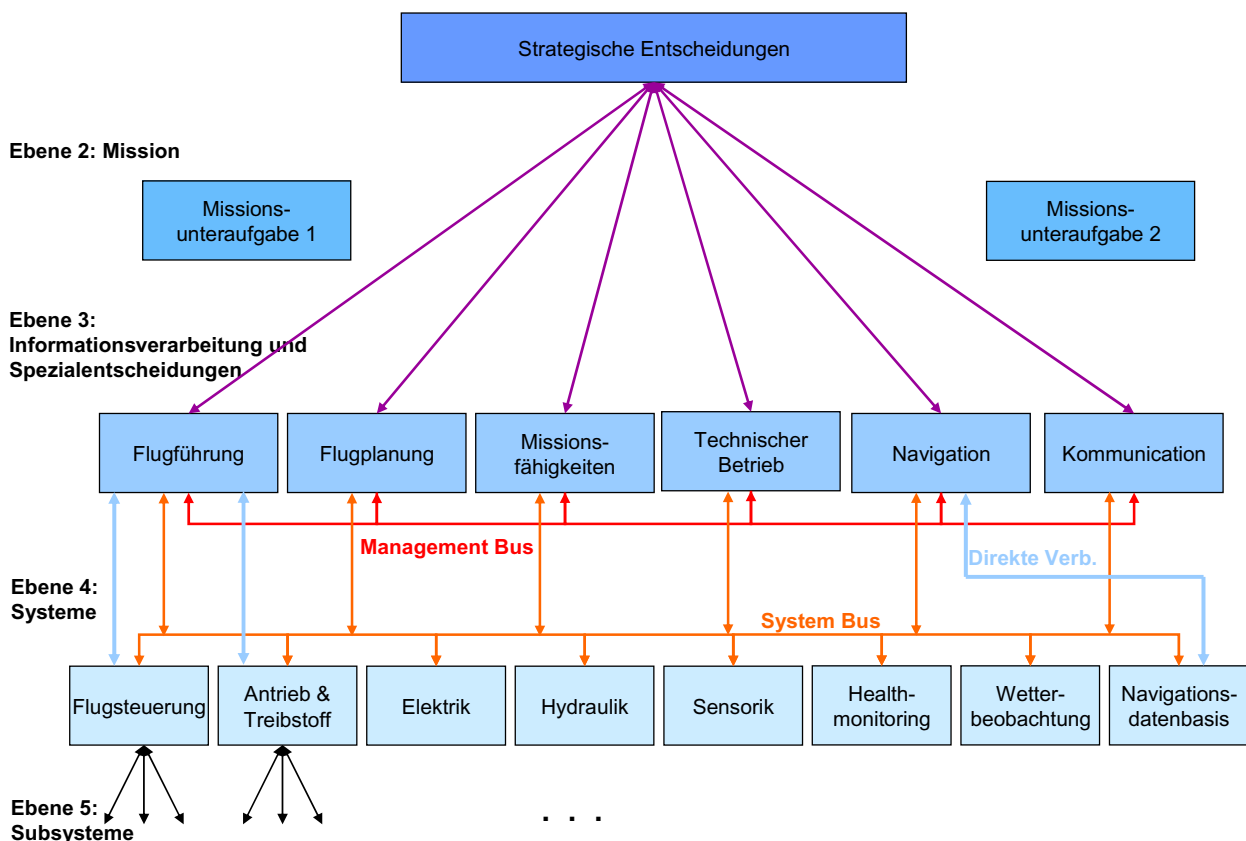 Strategische Entscheidungen
Ebene 2: Mission
Missions-
unteraufgabe 1
Missions-
unteraufgabe 2
Ebene 3:
Informationsverarbeitung und
Spezialentscheidungen
Flugführung
Flugplanung
Missions-
fähigkeiten
Technischer
Betrieb
Navigation
Kommunication
Management Bus
Direkte Verb.
Ebene 4:
Systeme
System Bus
Flugsteuerung
Antrieb &
Treibstoff
Elektrik
Hydraulik
Sensorik
Health-
monitoring
Wetter-
beobachtung
Navigations-
datenbasis
Ebene 5:
Subsysteme
. . .